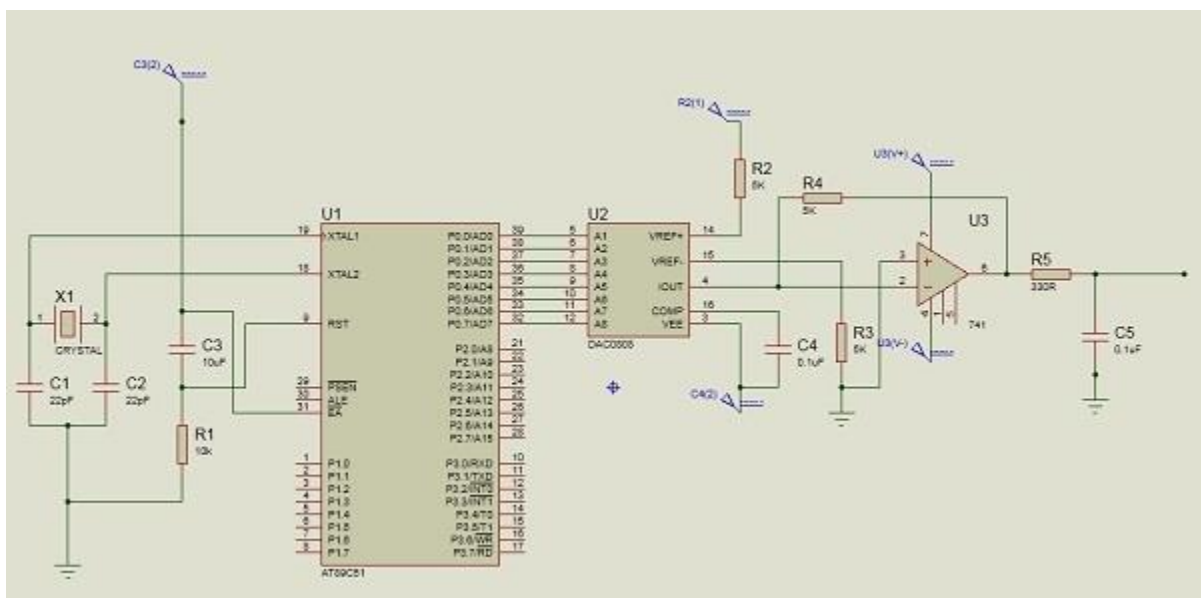 C3(2)
R2(1)
U3(V+)
R2
R4
5K
U3
U1
U2
19 XTAL1
18 XTAL2
9 RST
29 PSEN
30 ALE
31 EA
1 P1.0
2 P1.1
3 P1.2
4 P1.3
5 P1.4
6 P1.5
7 P1.6
8 P1.7
P0.0/AD0 39
P0.1/AD1 38
P0.2/AD2 37
P0.3/AD3 36
P0.4/AD4 35
P0.5/AD5 34
P0.6/AD6 33
P0.7/AD7 32
P2.0/A8 21
P2.1/A9 22
P2.2/A10 23
P2.3/A11 24
P2.4/A12 25
P2.5/A13 26
P2.6/A14 27
P2.7/A15 28
P3.0/RXD 10
P3.1/TXD 11
P3.2/INT0 12
P3.3/INT1 13
P3.4/T0 14
P3.5/T1 15
P3.6/WR 16
P3.7/RD 17
AT89C51
5 A1
6 A2
7 A3
8 A4
9 A5
10 A6
11 A7
12 A8
VREF+ 14
VREF- 15
IOUT 4
COMP 16
VEE 3
DAC0808
3 +
2 -
7
6
4
1
5
741
U3(V-)
R5
330R
C5
0.1uF
R3
C4
0.1uF
C4(2)
X1
1
2
CRYSTAL
C1
22pF
C2
22pF
C3
10uF
R1
10k